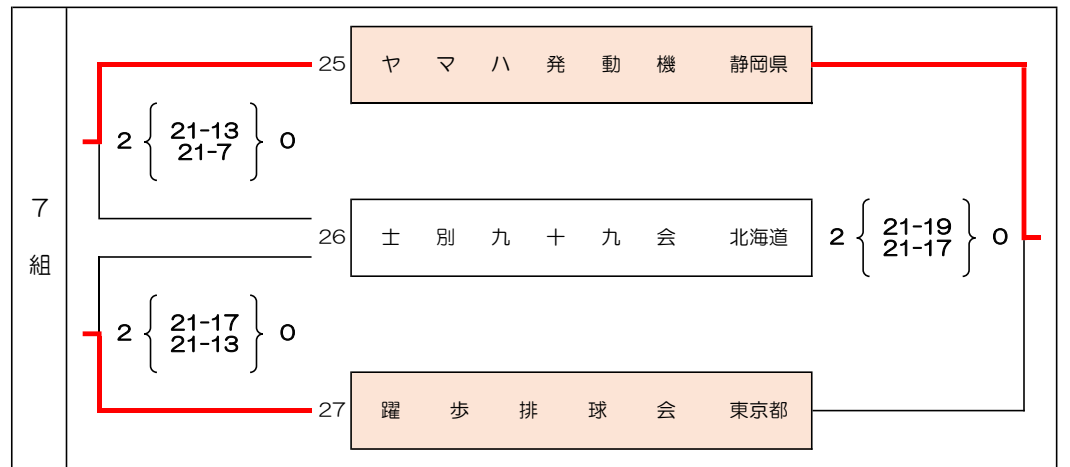 7
組
25 ヤマハ発動機 静岡県
2 { 21-13 } 0
21-7
26 士別九十九会 北海道
2 { 21-19 } 0
21-17
2 { 21-17 } 0
21-13
27 躍歩排球会 東京都